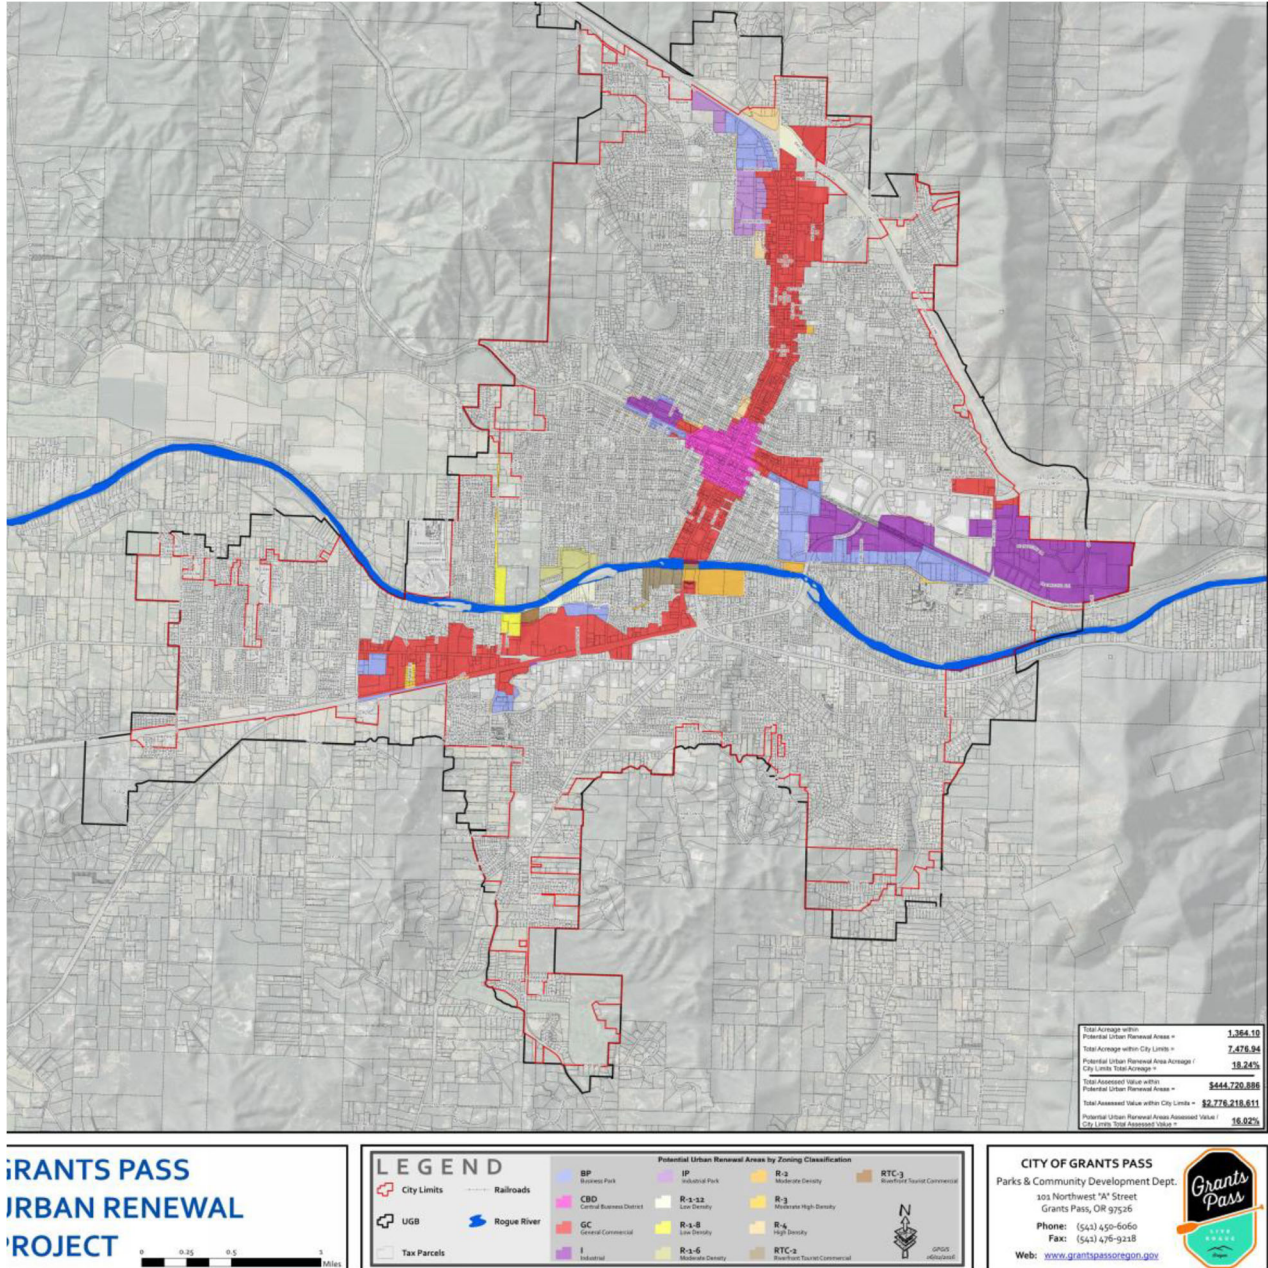 Total Acreage within
Potential Urban Renewal Areas = 1,364.10
Total Acreage within City Limits = 7,476.94
Potential Urban Renewal Area Acreage /
City Limits Total Acreage = 18.24%
Total Assessed Value within
Potential Urban Renewal Areas = $444,720,886
Total Assessed Value within City Limits = $2,776,218,611
Potential Urban Renewal Areas Assessed Value /
City Limits Total Assessed Value = 16.02%
GRANTS PASS
URBAN RENEWAL
PROJECT
0 0.25 0.5 1
Miles
LEGEND
City Limits
Railroads
UGB
Rogue River
Tax Parcels
Potential Urban Renewal Areas by Zoning Classification
BP
Business Park
CBD
Central Business District
GC
General Commercial
I
Industrial
IP
Industrial Park
R-1-12
Low Density
R-1-8
Low Density
R-1-6
Moderate Density
R-2
Moderate Density
R-3
Moderate High Density
R-4
High Density
RTC-2
Riverfront Tourist Commercial
RTC-3
Riverfront Tourist Commercial
N
GPGIS
CITY OF GRANTS PASS
Parks & Community Development Dept.
101 Northwest "A" Street
Grants Pass, OR 97526
Phone: (541) 450-6060
Fax: (541) 476-9218
Web: www.grantspassoregon.gov
Grants
Pass
LIVE
ROGUE
Oregon